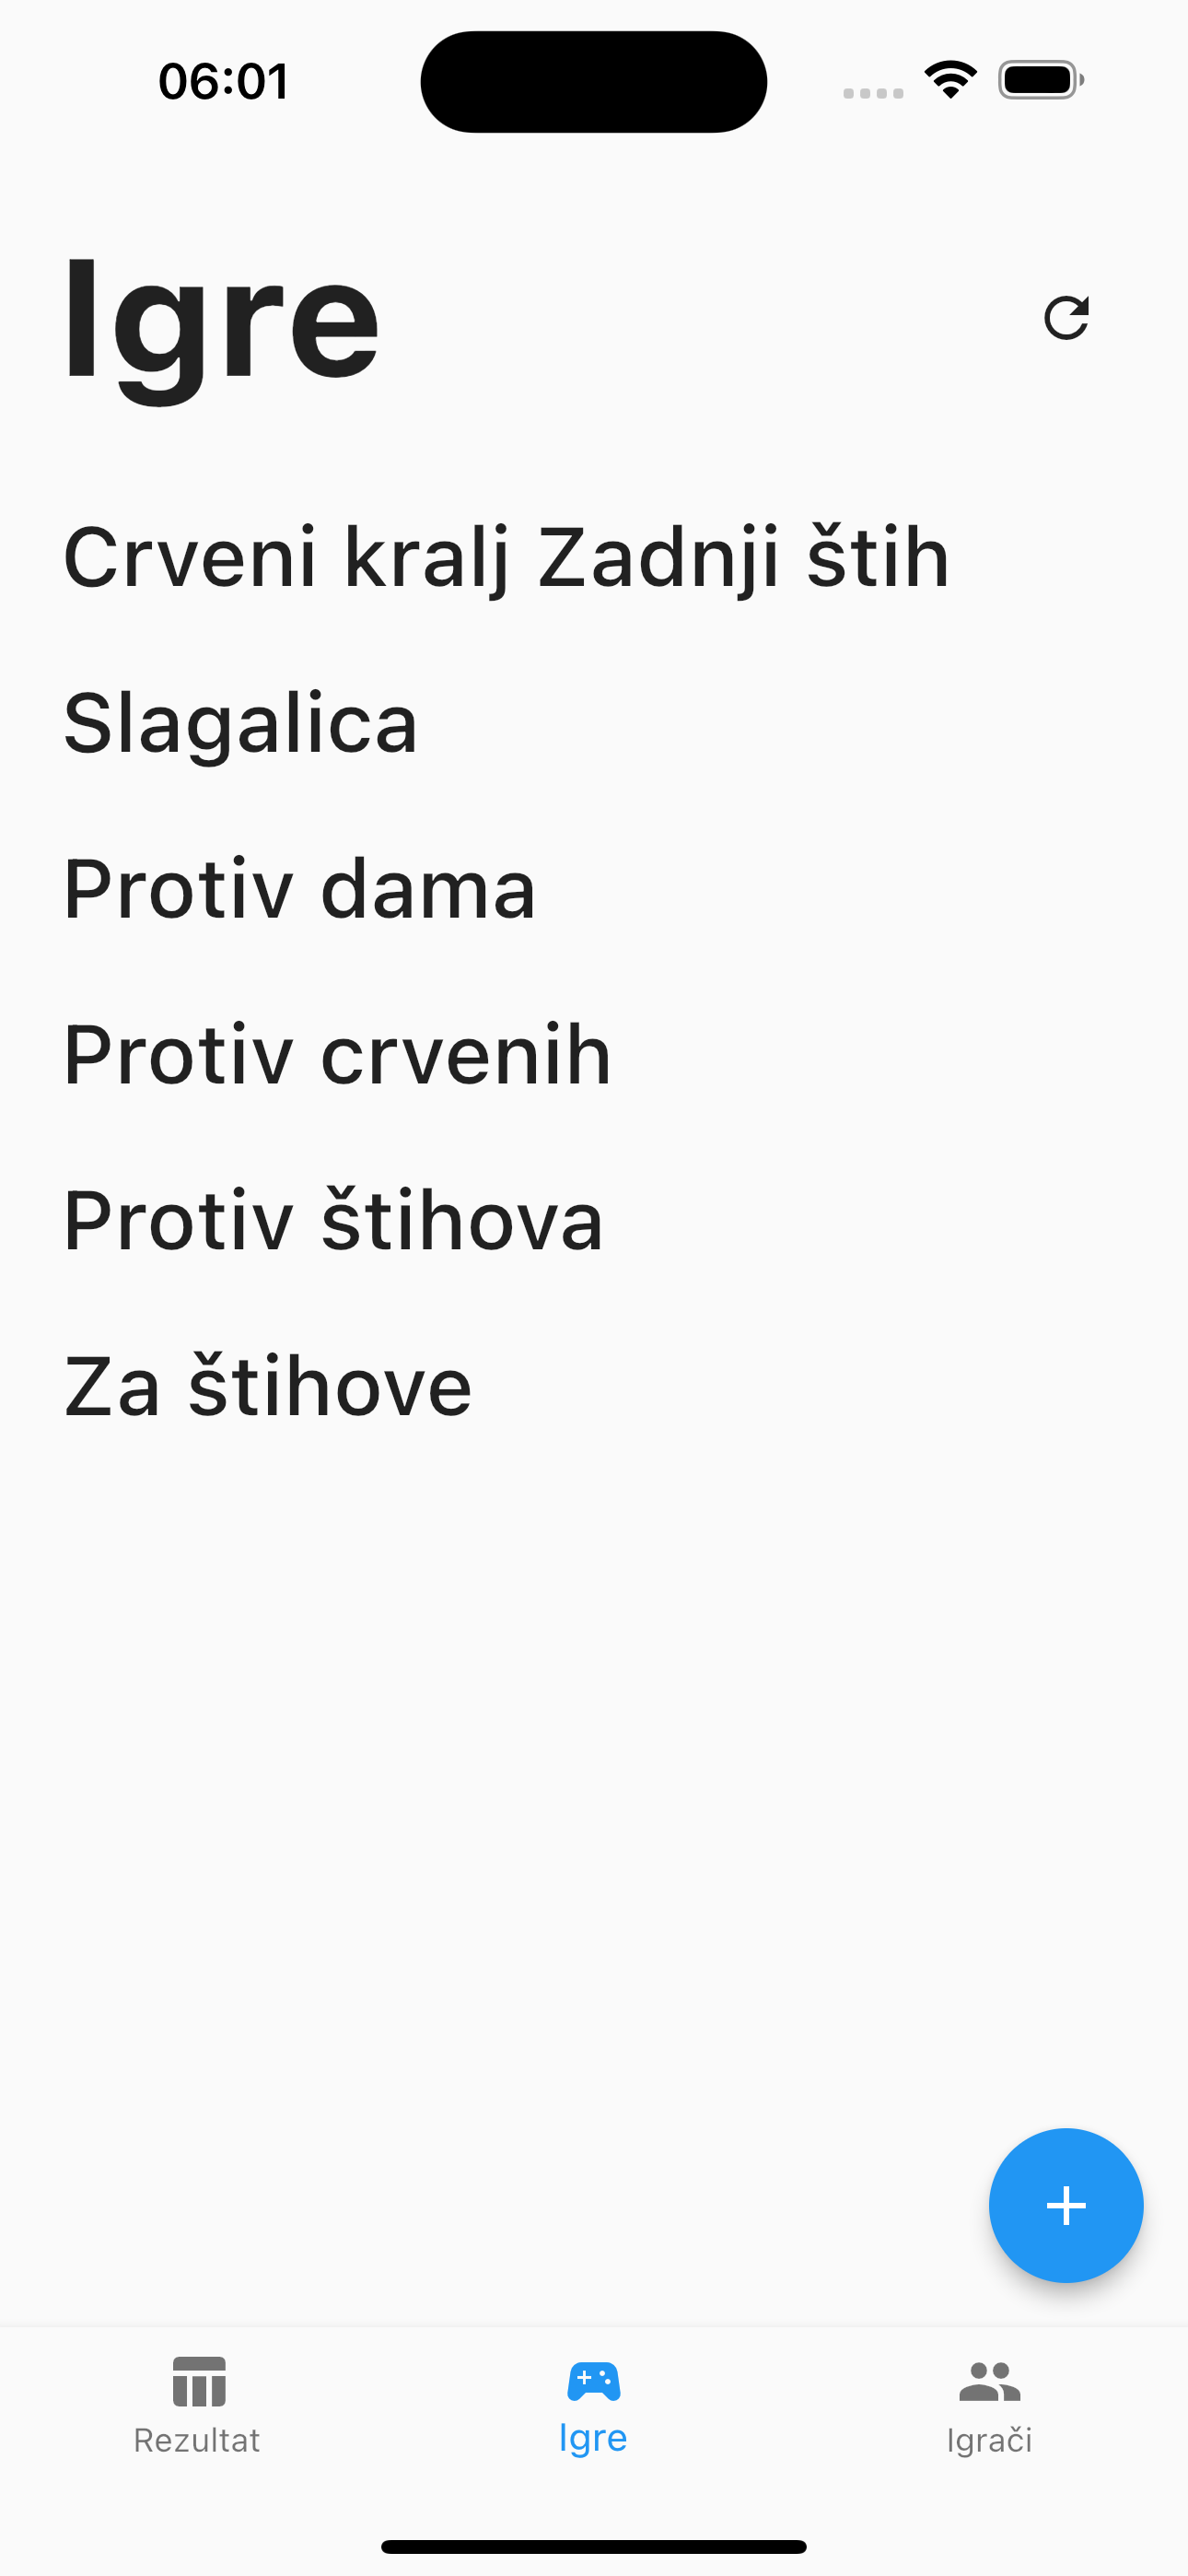 06:01
Igre
Crveni kralj Zadnji štih
Slagalica
Protiv dama
Protiv crvenih
Protiv štihova
Za štihove
Rezultat
Igre
Igrači